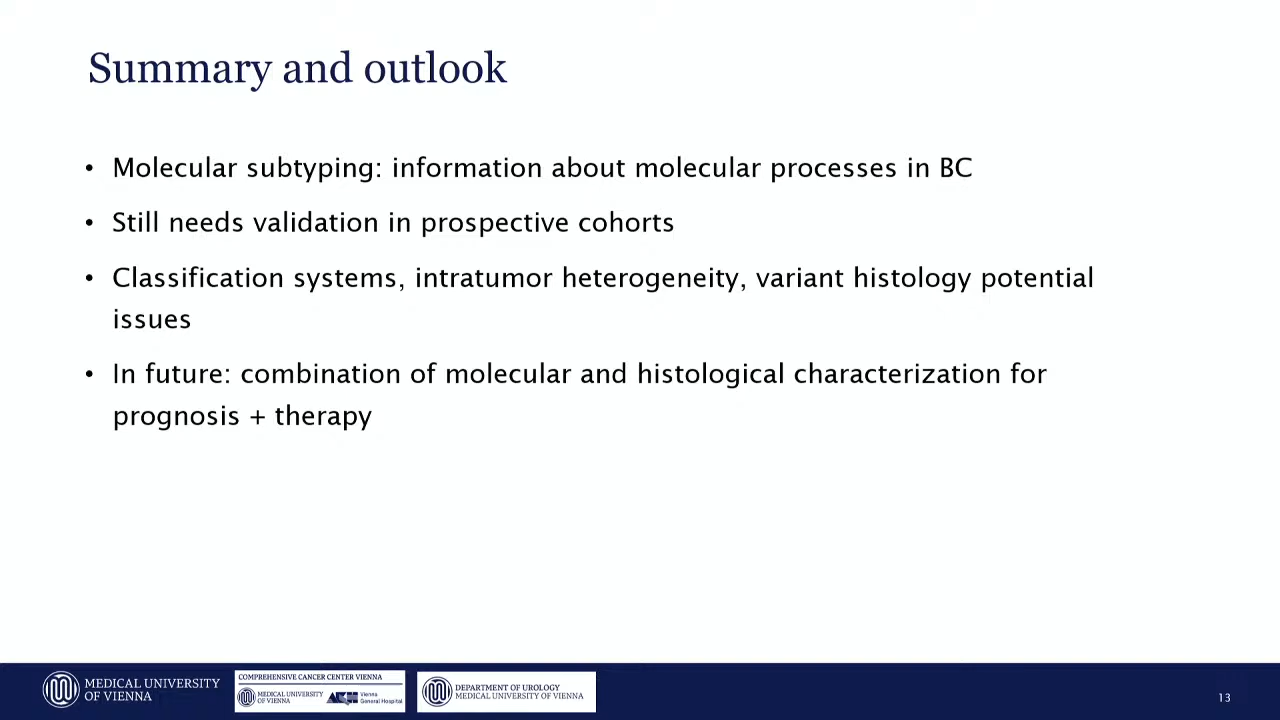 Summary and outlook
• Molecular subtyping: information about molecular processes in BC
• Still needs validation in prospective cohorts
• Classification systems, intratumor heterogeneity, variant histology potential
issues
• In future: combination of molecular and histological characterization for
prognosis + therapy
MEDICAL UNIVERSITY
OF VIENNA
COMPREHENSIVE CANCER CENTER VIENNA
MEDICAL UNIVERSITY
OF VIENNA
AKH
Vienna
General Hospital
DEPARTMENT OF UROLOGY
MEDICAL UNIVERSITY OF VIENNA
13